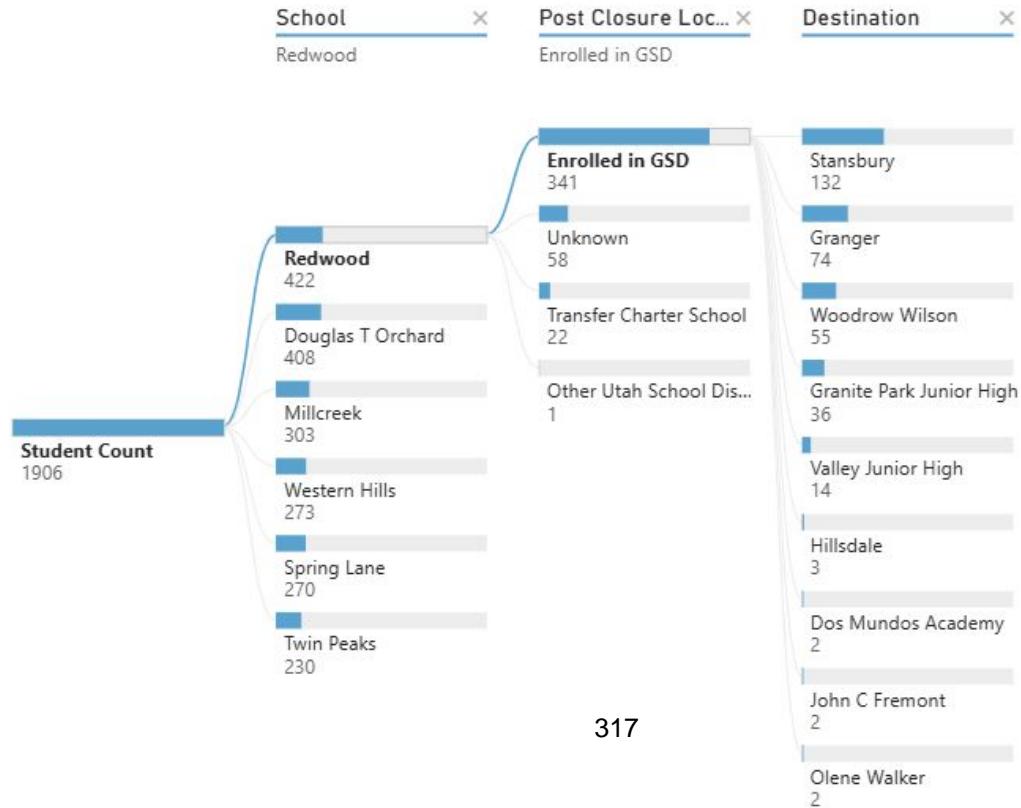 School ×
Redwood
Post Closure Loc... ×
Enrolled in GSD
Destination ×
Student Count
1906
Redwood
422
Douglas T Orchard
408
Millcreek
303
Western Hills
273
Spring Lane
270
Twin Peaks
230
Enrolled in GSD
341
Unknown
58
Transfer Charter School
22
Other Utah School Dis...
1
Stansbury
132
Granger
74
Woodrow Wilson
55
Granite Park Junior High
36
Valley Junior High
14
Hillsdale
3
Dos Mundos Academy
2
John C Fremont
2
Olene Walker
2
317